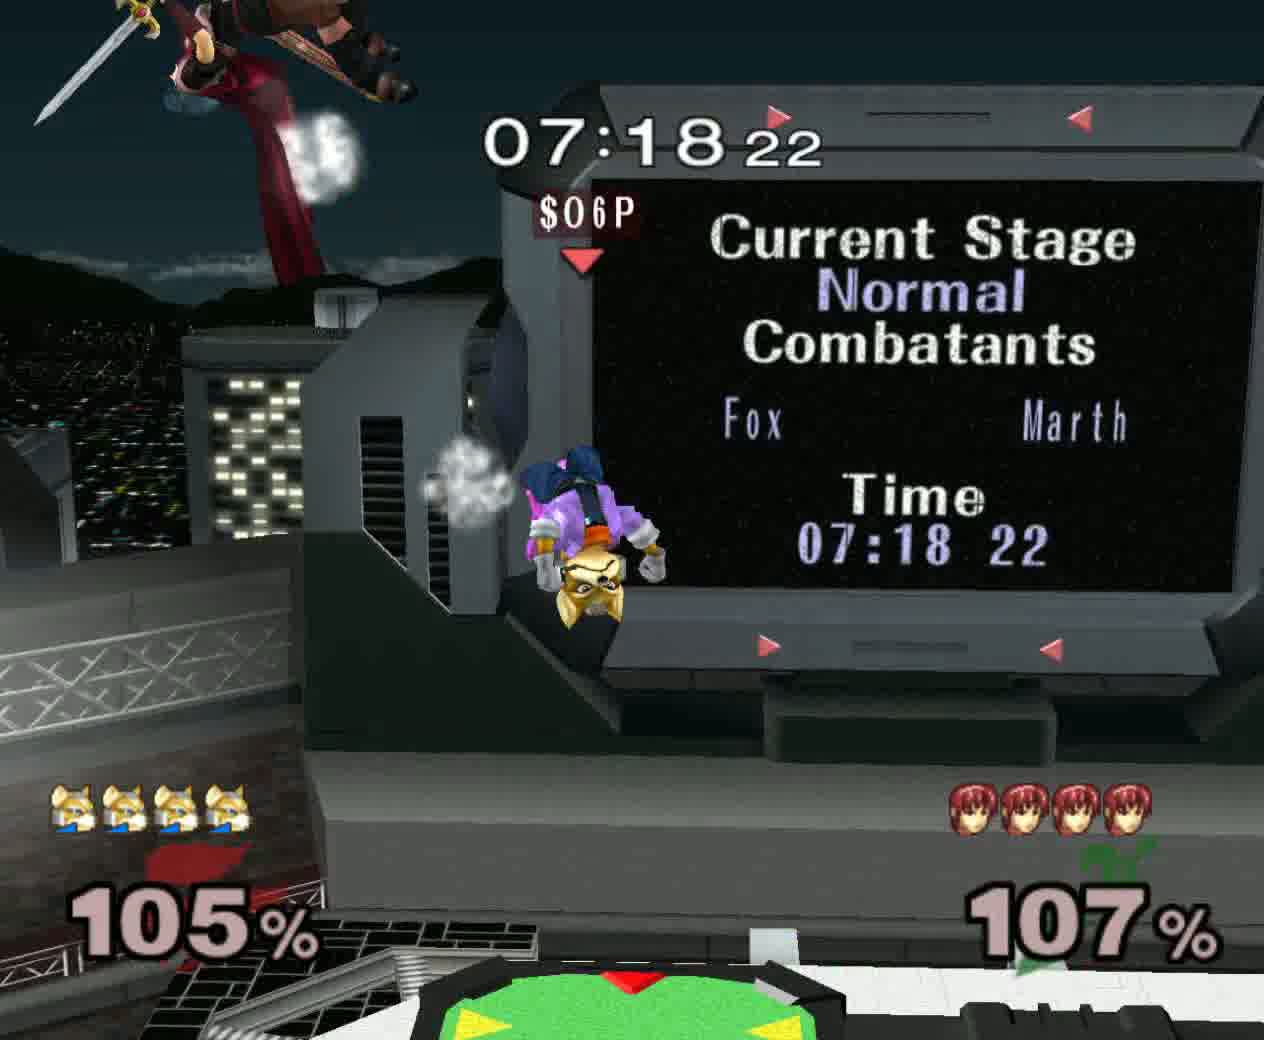 07:18 22
$06P
Current Stage
Normal
Combatants
Fox Marth
Time
07:18 22
105% 107%